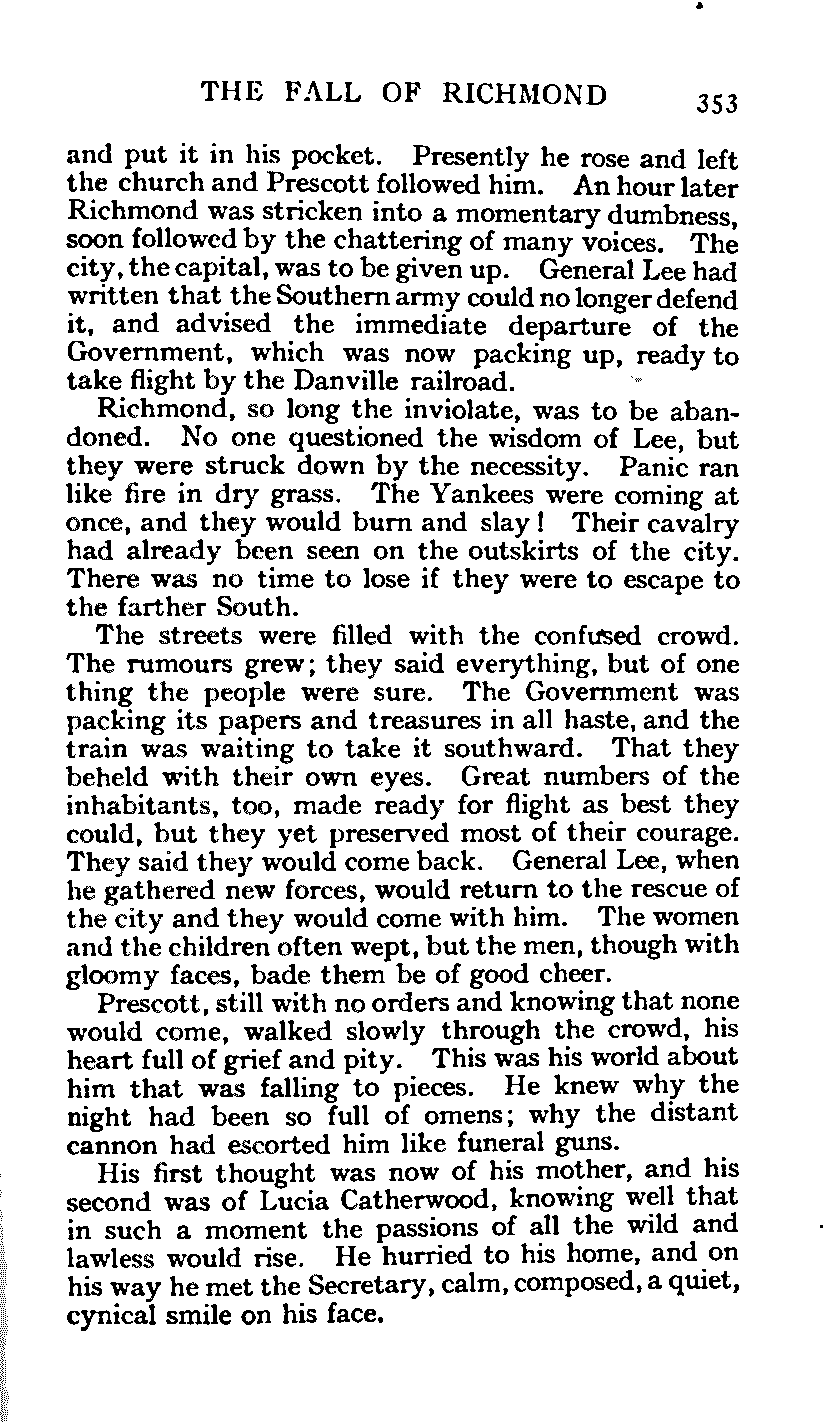 THE FALL OF RICHMOND 353
and put it in his pocket. Presently he rose and left
the church and Prescott followed him. An hour later
Richmond was stricken into a momentary dumbness,
soon followed by the chattering of many voices. The
city, the capital, was to be given up. General Lee had
written that the Southern army could no longer defend
it, and advised the immediate departure of the
Government, which was now packing up, ready to
take flight by the Danville railroad.
Richmond, so long the inviolate, was to be aban-
doned. No one questioned the wisdom of Lee, but
they were struck down by the necessity. Panic ran
like fire in dry grass. The Yankees were coming at
once, and they would burn and slay! Their cavalry
had already been seen on the outskirts of the city.
There was no time to lose if they were to escape to
the farther South.
The streets were filled with the confused crowd.
The rumours grew; they said everything, but of one
thing the people were sure. The Government was
packing its papers and treasures in all haste, and the
train was waiting to take it southward. That they
beheld with their own eyes. Great numbers of the
inhabitants, too, made ready for flight as best they
could, but they yet preserved most of their courage.
They said they would come back. General Lee, when
he gathered new forces, would return to the rescue of
the city and they would come with him. The women
and the children often wept, but the men, though with
gloomy faces, bade them be of good cheer.
Prescott, still with no orders and knowing that none
would come, walked slowly through the crowd, his
heart full of grief and pity. This was his world about
him that was falling to pieces. He knew why the
night had been so full of omens; why the distant
cannon had escorted him like funeral guns.
His first thought was now of his mother, and his
second was of Lucia Catherwood, knowing well that
in such a moment the passions of all the wild and
lawless would rise. He hurried to his home, and on
his way he met the Secretary, calm, composed, a quiet,
cynical smile on his face.